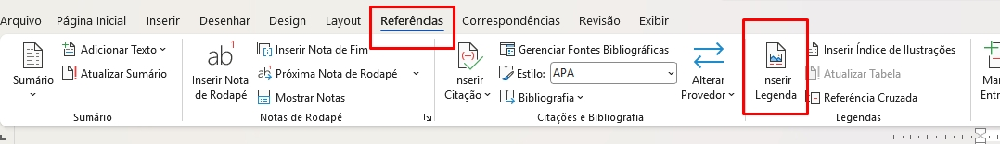 Arquivo Página Inicial Inserir Desenhar Design Layout Referências Correspondências Revisão Exibir
Sumário
Adicionar Texto
Atualizar Sumário
Sumário
ab1
Inserir Nota
de Rodapé
Inserir Nota de Fim
Próxima Nota de Rodapé
Mostrar Notas
Notas de Rodapé
Inserir
Citação
Gerenciar Fontes Bibliográficas
Estilo: APA
Bibliografia
Alterar
Provedor
Citações e Bibliografia
Inserir
Legenda
Inserir Índice de Ilustrações
Atualizar Tabela
Referência Cruzada
Legendas
Mar
Entr